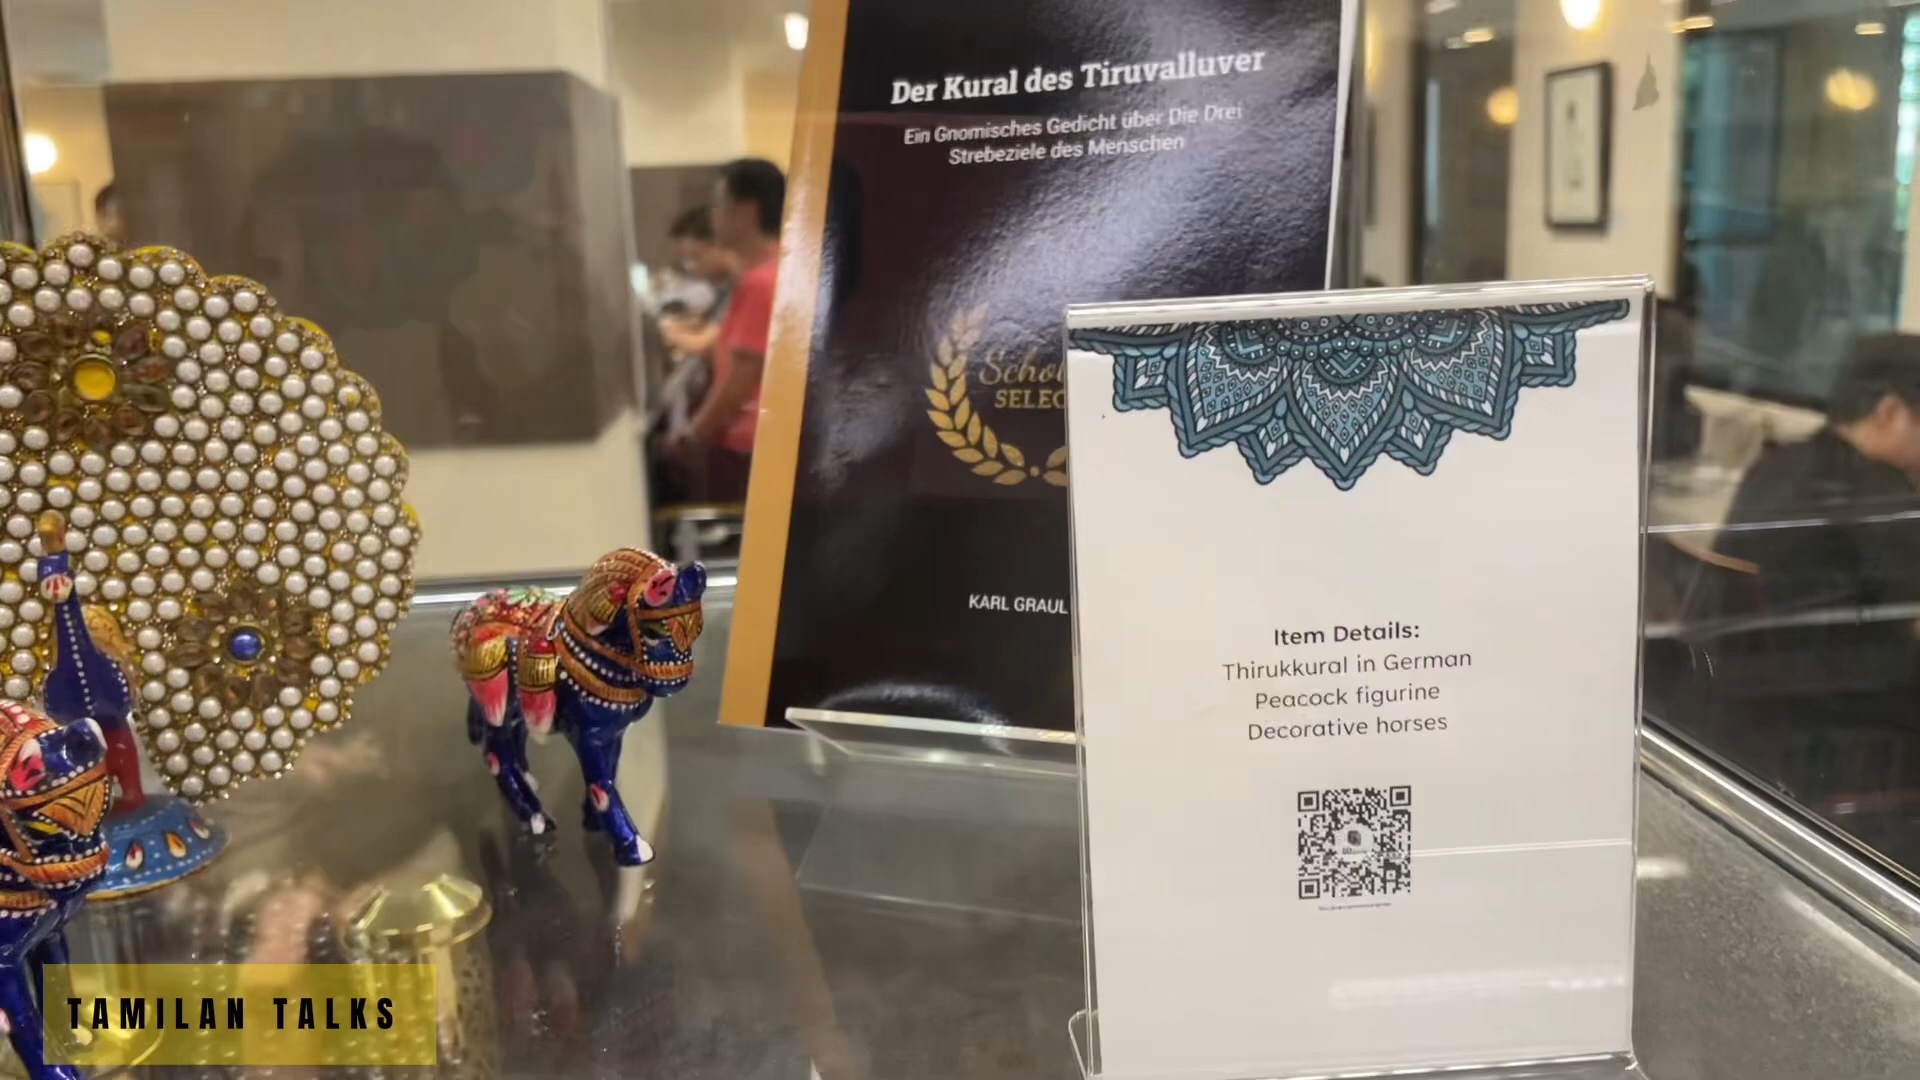 Der Kural des Tiruvalluver
Ein Gnomisches Gedicht über Die Drei
Strebeziele des Menschen
SELEC
KARL GRAUL
Item Details:
Thirukkural in German
Peacock figurine
Decorative horses
TAMILAN TALKS